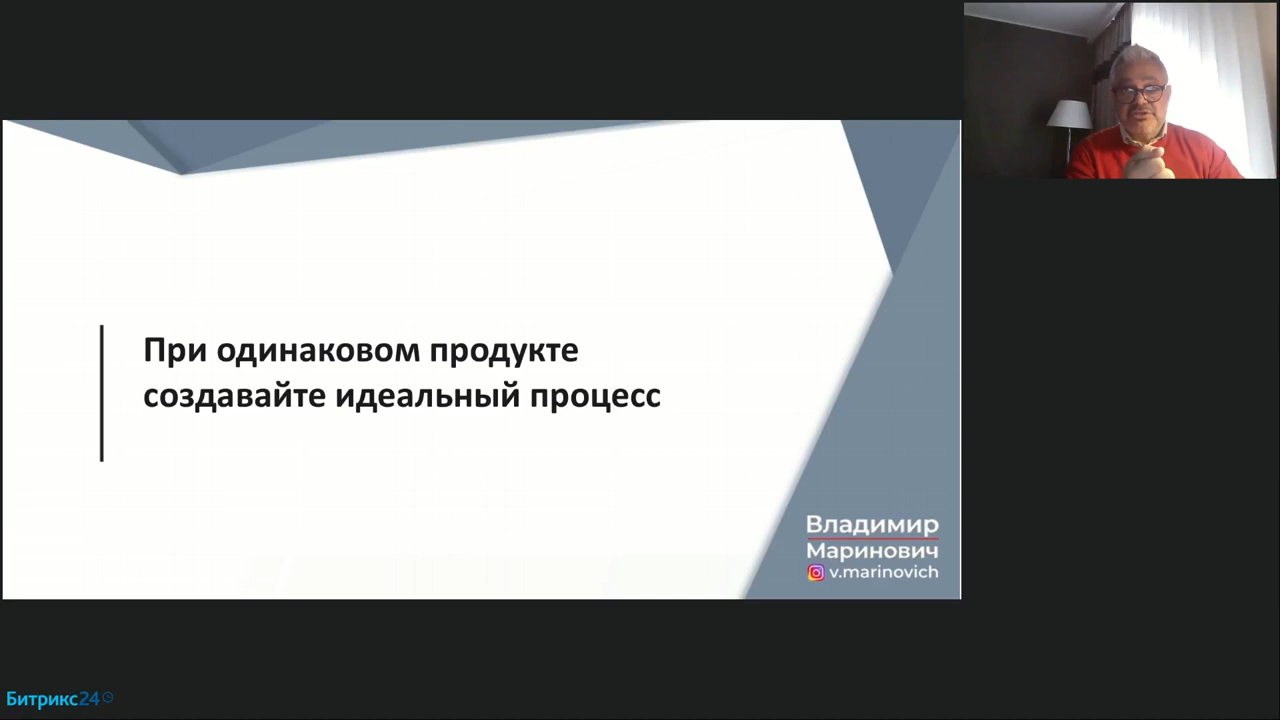 При одинаковом продукте
создавайте идеальный процесс
Владимир
Маринович
v.marinovich
Битрикс24